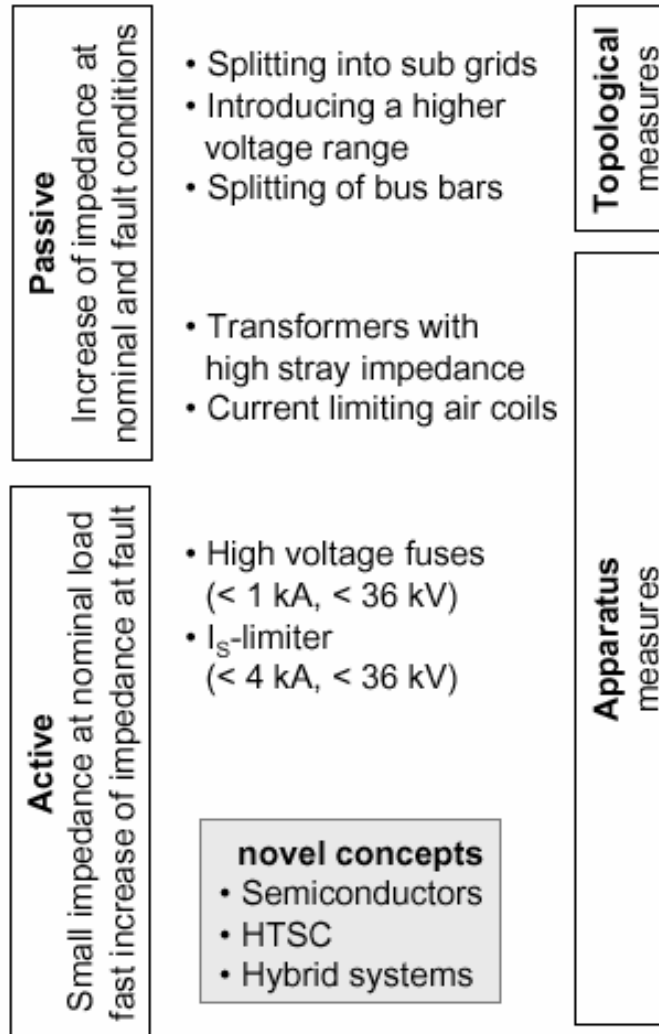 Passive
Increase of impedance at
nominal and fault conditions
• Splitting into sub grids
• Introducing a higher
voltage range
• Splitting of bus bars
Topological
measures
• Transformers with
high stray impedance
• Current limiting air coils
Active
Small impedance at nominal load
fast increase of impedance at fault
• High voltage fuses
(< 1 kA, < 36 kV)
• IS-limiter
(< 4 kA, < 36 kV)
Apparatus
measures
novel concepts
• Semiconductors
• HTSC
• Hybrid systems